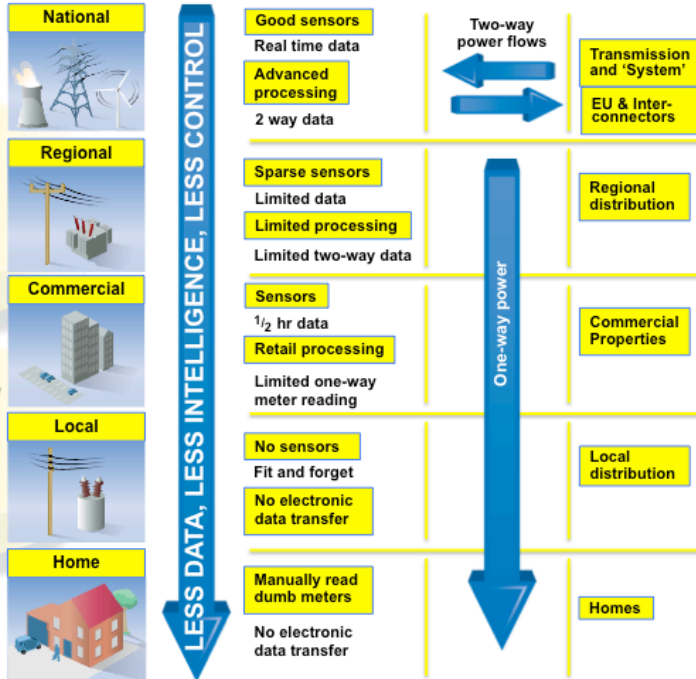 National
Good sensors
Real time data
Advanced
processing
2 way data
Two-way
power flows
Transmission
and ‘System’
EU & Inter-
connectors
LESS DATA, LESS INTELLIGENCE, LESS CONTROL
Regional
Sparse sensors
Limited data
Limited processing
Limited two-way data
One-way power
Regional
distribution
Commercial
Sensors
1/2 hr data
Retail processing
Limited one-way
meter reading
Commercial
Properties
Local
No sensors
Fit and forget
No electronic
data transfer
Local
distribution
Home
Manually read
dumb meters
No electronic
data transfer
Homes